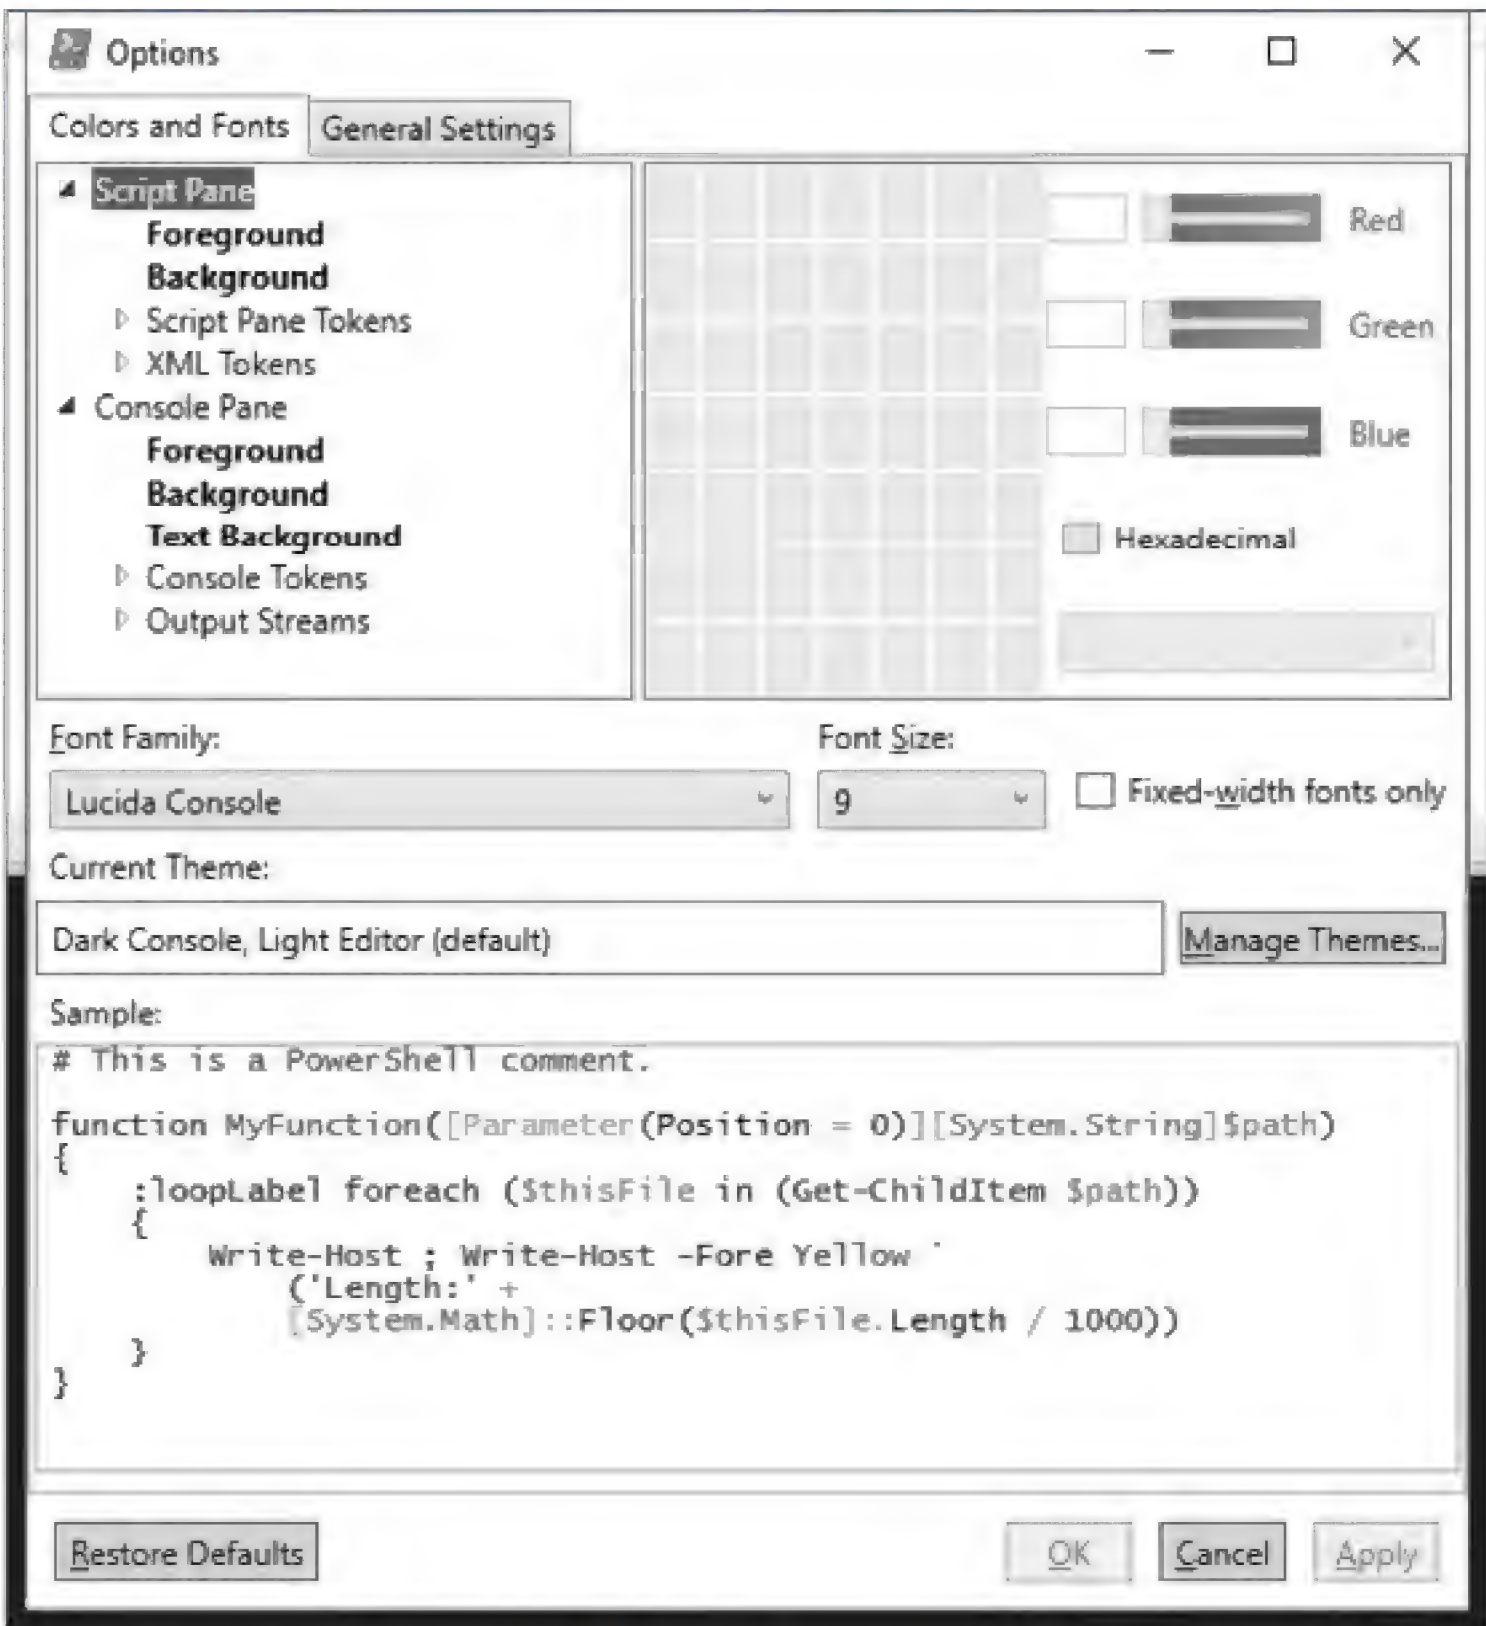 Options
Colors and Fonts
General Settings
Script Pane
Foreground
Background
Script Pane Tokens
XML Tokens
Console Pane
Foreground
Background
Text Background
Console Tokens
Output Streams
Red
Green
Blue
Hexadecimal
Font Family:
Font Size:
Lucida Console
9
Fixed-width fonts only
Current Theme:
Dark Console, Light Editor (default)
Manage Themes...
Sample:
# This is a PowerShell comment.
function MyFunction([Parameter(Position = 0)][System.String]$path)
{
:loopLabel foreach ($thisFile in (Get-ChildItem $path))
{
Write-Host ; Write-Host -Fore Yellow `
('Length:' +
[System.Math]::Floor($thisFile.Length / 1000))
}
}
Restore Defaults
OK
Cancel
Apply